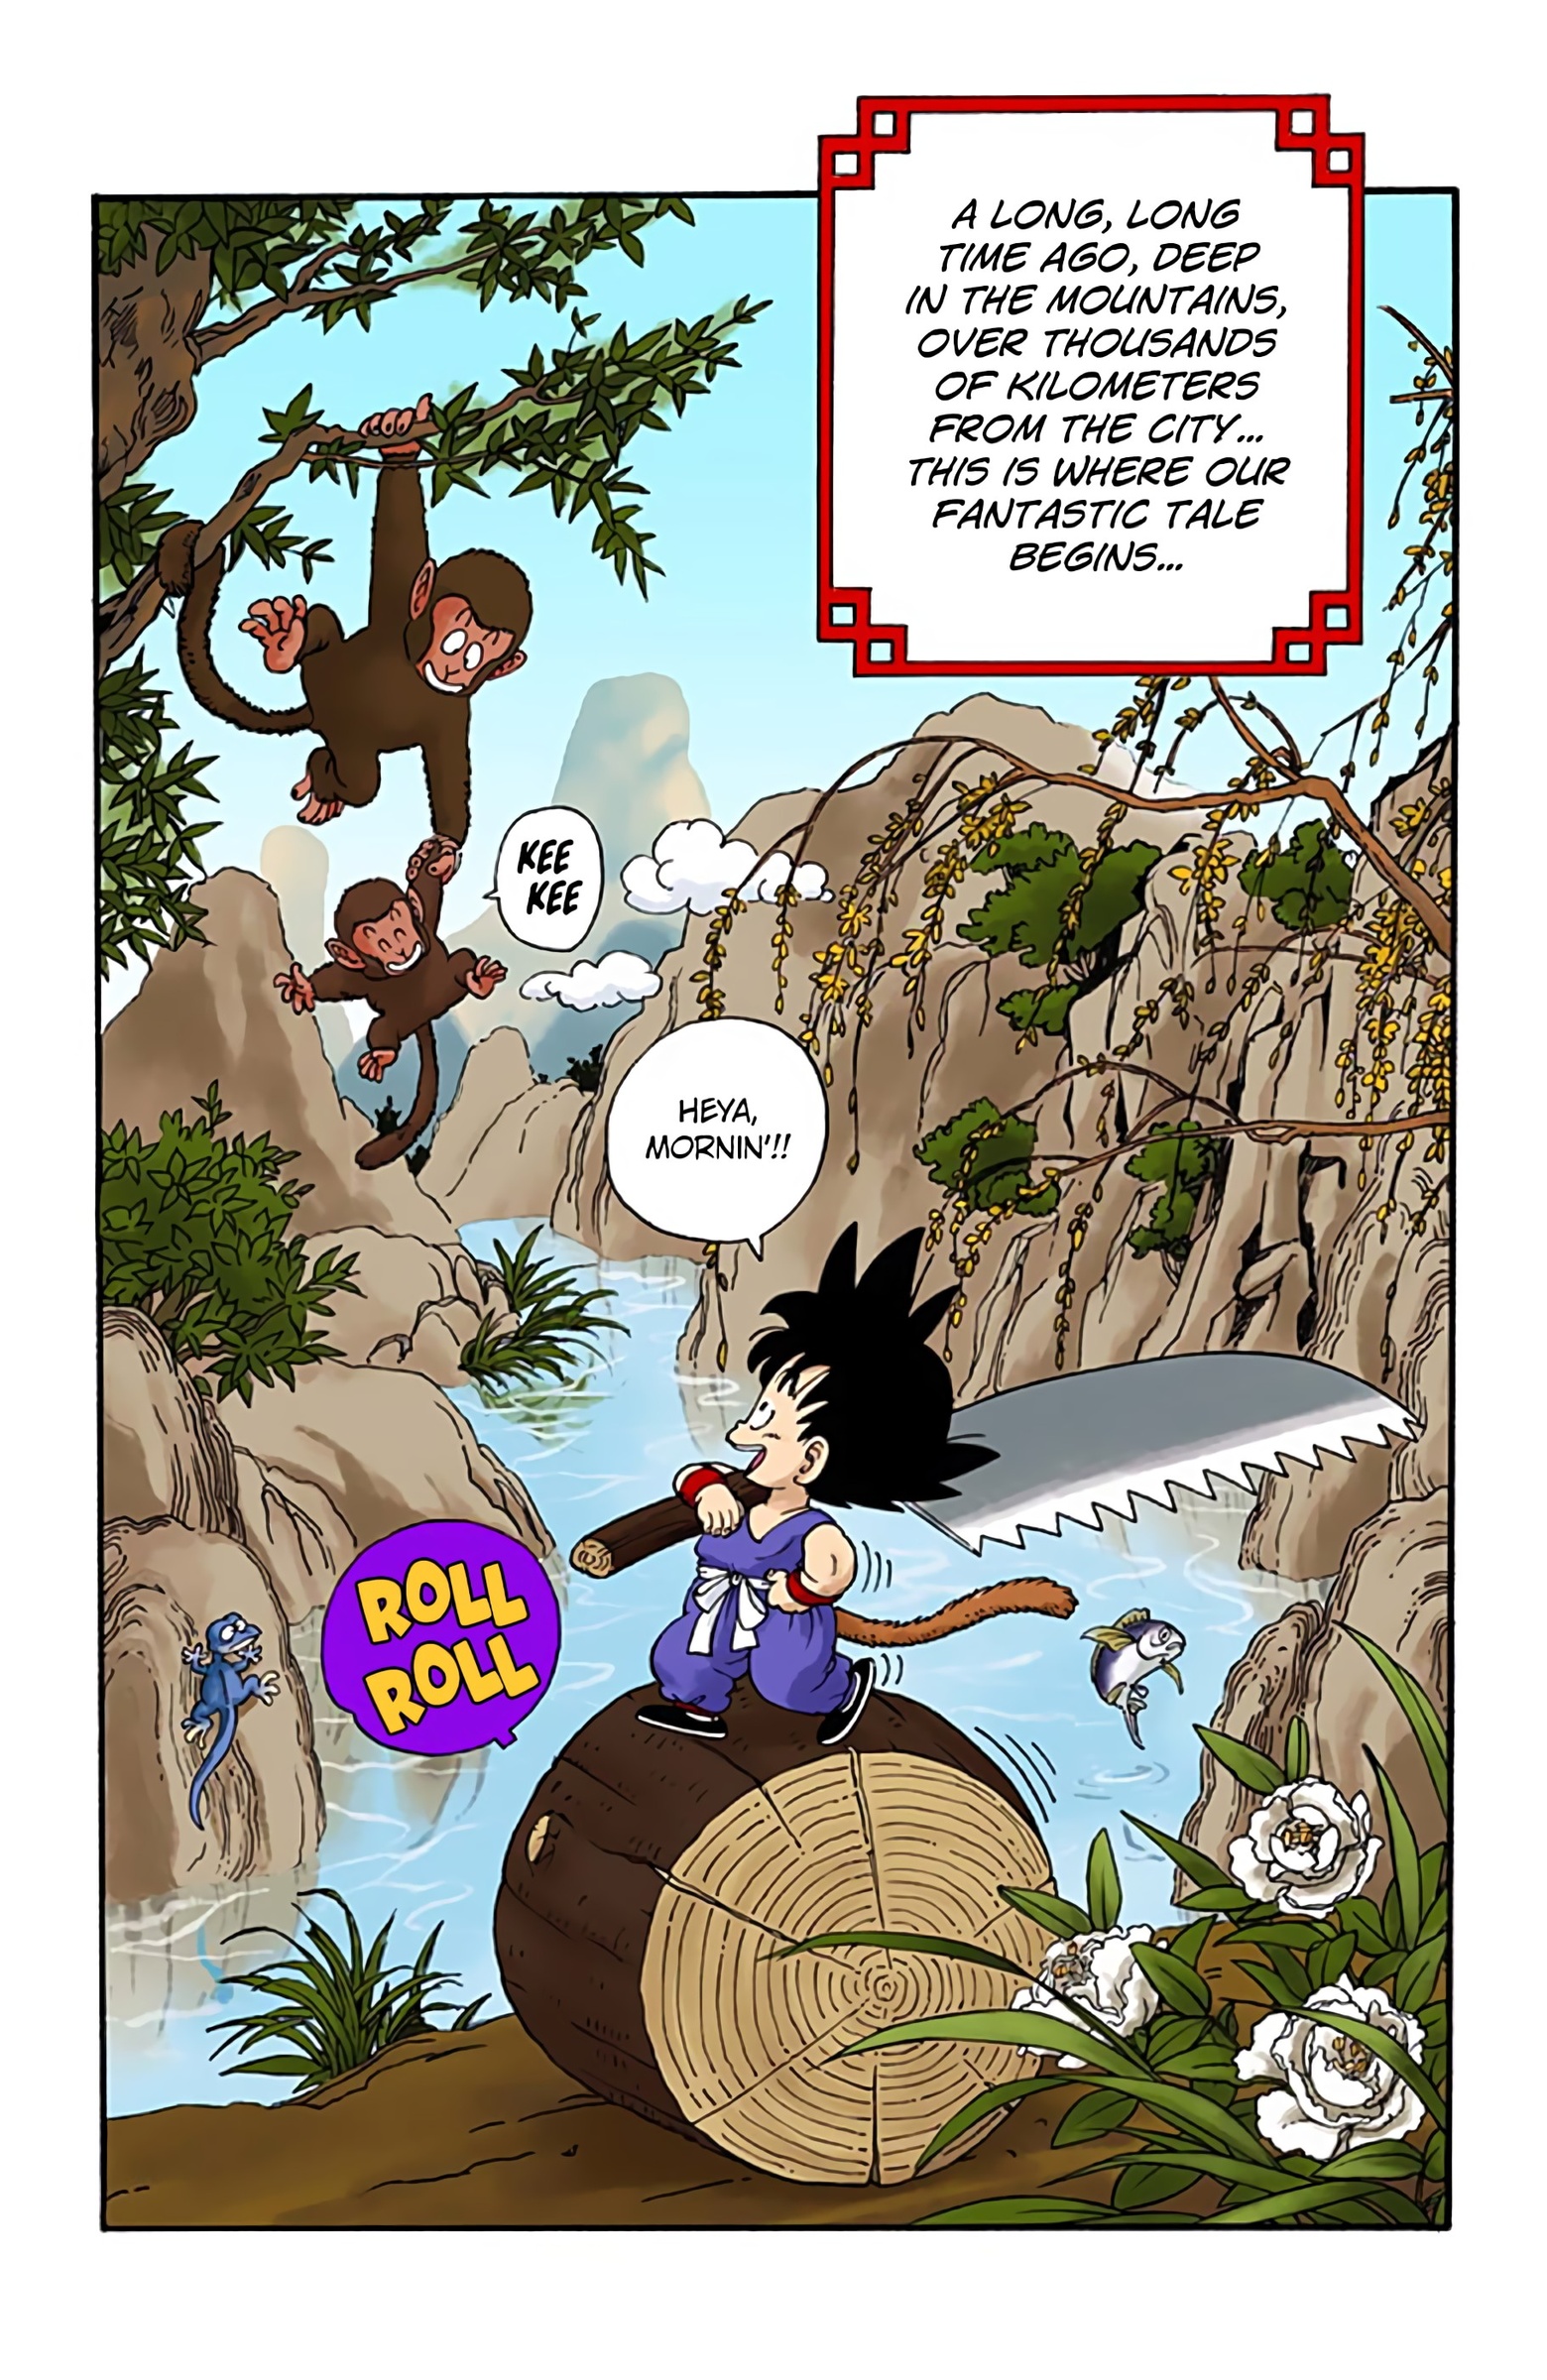 A LONG, LONG
TIME AGO, DEEP
IN THE MOUNTAINS,
OVER THOUSANDS
OF KILOMETERS
FROM THE CITY...
THIS IS WHERE OUR
FANTASTIC TALE
BEGINS...
KEE
KEE
HEYA,
MORNIN'!!
ROLL
ROLL